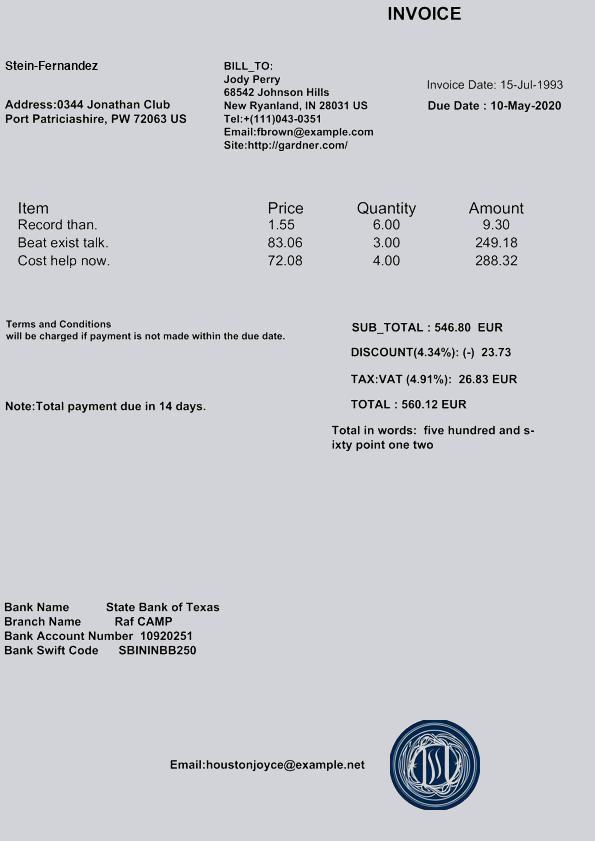 INVOICE
Stein-Fernandez
Address:0344 Jonathan Club
Port Patriciashire, PW 72063 US
BILL_TO:
Jody Perry
68542 Johnson Hills
New Ryanland, IN 28031 US
Tel:+(111)043-0351
Email:fbrown@example.com
Site:http://gardner.com/
Invoice Date: 15-Jul-1993
Due Date : 10-May-2020
Item Price Quantity Amount
Record than. 1.55 6.00 9.30
Beat exist talk. 83.06 3.00 249.18
Cost help now. 72.08 4.00 288.32
Terms and Conditions
will be charged if payment is not made within the due date.
Note:Total payment due in 14 days.
SUB_TOTAL : 546.80 EUR
DISCOUNT(4.34%): (-) 23.73
TAX:VAT (4.91%): 26.83 EUR
TOTAL : 560.12 EUR
Total in words: five hundred and s-
ixty point one two
Bank Name State Bank of Texas
Branch Name Raf CAMP
Bank Account Number 10920251
Bank Swift Code SBININBB250
Email:houstonjoyce@example.net